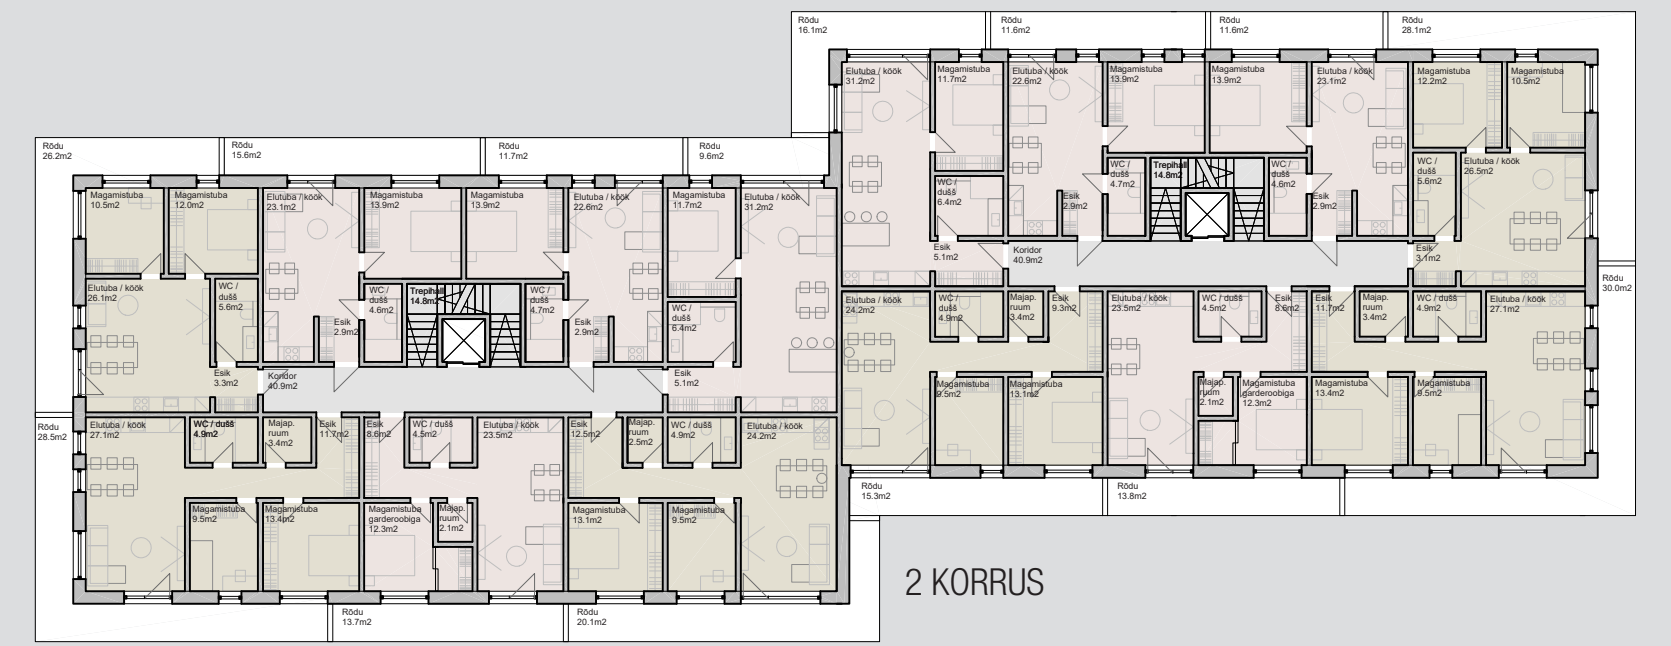 Rõdu
16.1m2
Rõdu
11.6m2
Rõdu
11.6m2
Rõdu
28.1m2
Elutuba / köök
31.2m2
Magamistuba
11.7m2
Elutuba / köök
22.6m2
Magamistuba
13.9m2
Magamistuba
13.9m2
Elutuba / köök
23.1m2
Magamistuba
12.2m2
Magamistuba
10.5m2
WC /
dušš
6.4m2
WC /
dušš
4.7m2
Trepihall
14.8m2
WC /
dušš
4.6m2
WC /
dušš
5.6m2
Elutuba / köök
26.5m2
Esik
2.9m2
Esik
2.9m2
Esik
5.1m2
Koridor
40.9m2
Esik
3.1m2
Rõdu
30.0m2
Elutuba / köök
24.2m2
WC /
dušš
4.9m2
Majap.
ruum
3.4m2
Esik
9.3m2
Elutuba / köök
23.5m2
WC / dušš
4.5m2
Esik
8.6m2
Esik
11.7m2
Majap.
ruum
3.4m2
WC / dušš
4.9m2
Elutuba / köök
27.1m2
Magamistuba
9.5m2
Magamistuba
13.1m2
Majap.
ruum
2.1m2
Magamistuba
garderoobiga
12.3m2
Magamistuba
13.4m2
Magamistuba
9.5m2
Rõdu
15.3m2
Rõdu
13.8m2
Rõdu
26.2m2
Rõdu
15.6m2
Rõdu
11.7m2
Rõdu
9.6m2
Magamistuba
10.5m2
Magamistuba
12.0m2
Elutuba / köök
23.1m2
Magamistuba
13.9m2
Magamistuba
13.9m2
Elutuba / köök
22.6m2
Magamistuba
11.7m2
Elutuba / köök
31.2m2
Elutuba / köök
26.1m2
WC /
dušš
5.6m2
WC /
dušš
4.6m2
Trepihall
14.8m2
WC /
dušš
4.7m2
WC /
dušš
6.4m2
Esik
2.9m2
Esik
2.9m2
Esik
3.3m2
Koridor
40.9m2
Esik
5.1m2
Rõdu
28.5m2
Elutuba / köök
27.1m2
WC / dušš
4.9m2
Majap.
ruum
3.4m2
Esik
11.7m2
Esik
8.6m2
WC / dušš
4.5m2
Elutuba / köök
23.5m2
Esik
12.5m2
Majap.
ruum
2.5m2
WC / dušš
4.9m2
Elutuba / köök
24.2m2
Magamistuba
9.5m2
Magamistuba
13.4m2
Magamistuba
garderoobiga
12.3m2
Majap.
ruum
2.1m2
Magamistuba
13.1m2
Magamistuba
9.5m2
Rõdu
13.7m2
Rõdu
20.1m2
2 KORRUS